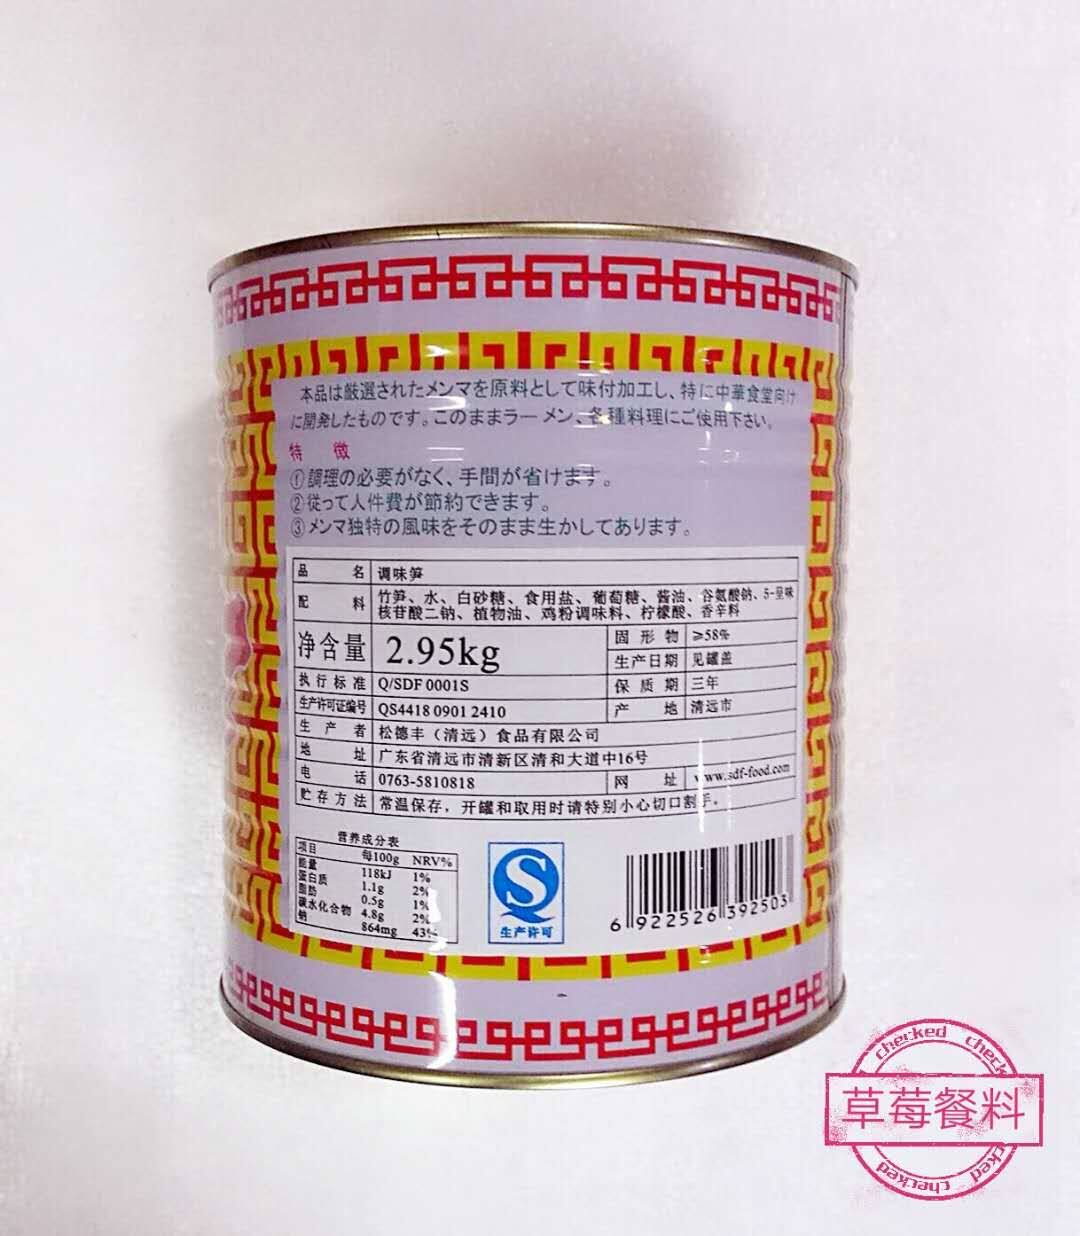 本品は厳選されたメンマを原料として味付加工し、特に中華食堂向け
に開発したものです。このままラーメン、各種料理にご使用下さい。
特 徴
①調理の必要がなく、手間が省けます。
②従って人件費が節約できます。
③メンマ独特の風味をそのまま生かしてあります。
品 名 调味笋
配 料 竹笋、水、白砂糖、食用盐、葡萄糖、酱油、谷氨酸钠、5-呈味
核苷酸二钠、植物油、鸡粉调味料、柠檬酸、香辛料
净含量 2.95kg 固形物 ≥58%
生产日期 见罐盖
执行标准 Q/SDF 0001S 保质期 三年
生产许可证编号 QS4418 0901 2410 产 地 清远市
生产者 松德丰（清远）食品有限公司
地 址 广东省清远市清新区清和大道中16号
电 话 0763-5810818 网 址 www.sdf-food.com
贮存方法 常温保存，开罐和取用时请特别小心切口割手。
营养成分表
项目 每100g NRV%
能量 118kJ 1%
蛋白质 1.1g 2%
脂肪 0.5g 1%
碳水化合物 4.8g 2%
钠 864mg 43%
生产许可
6 922526 392503
checked check
草莓餐料
cked checked